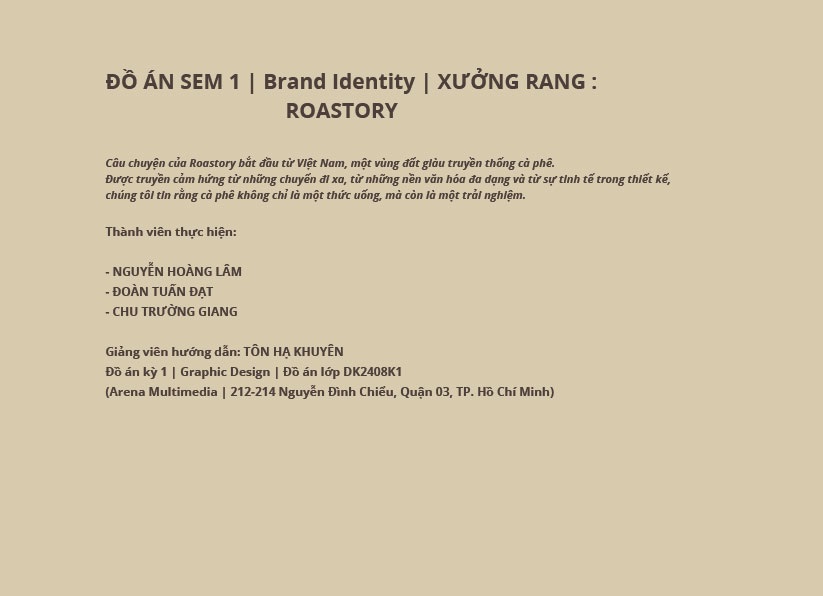 ĐỒ ÁN SEM 1 | Brand Identity | XƯỞNG RANG :
ROASTORY
Câu chuyện của Roastory bắt đầu từ Việt Nam, một vùng đất giàu truyền thống cà phê.
Được truyền cảm hứng từ những chuyến đi xa, từ những nền văn hóa đa dạng và từ sự tinh tế trong thiết kế,
chúng tôi tin rằng cà phê không chỉ là một thức uống, mà còn là một trải nghiệm.
Thành viên thực hiện:
- NGUYỄN HOÀNG LÂM
- ĐOÀN TUẤN ĐẠT
- CHU TRƯỜNG GIANG
Giảng viên hướng dẫn: TÔN HẠ KHUYÊN
Đồ án kỳ 1 | Graphic Design | Đồ án lớp DK2408K1
(Arena Multimedia | 212-214 Nguyễn Đình Chiểu, Quận 03, TP. Hồ Chí Minh)